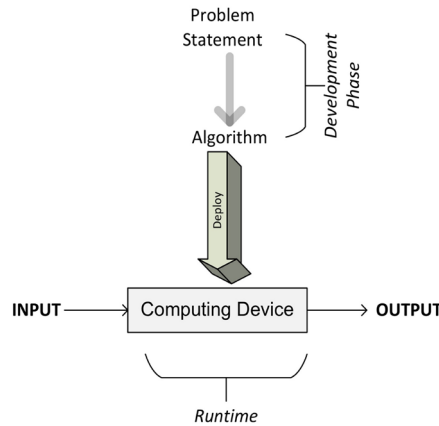 Problem
Statement
Development
Phase
Algorithm
Deploy
INPUT
Computing Device
OUTPUT
Runtime